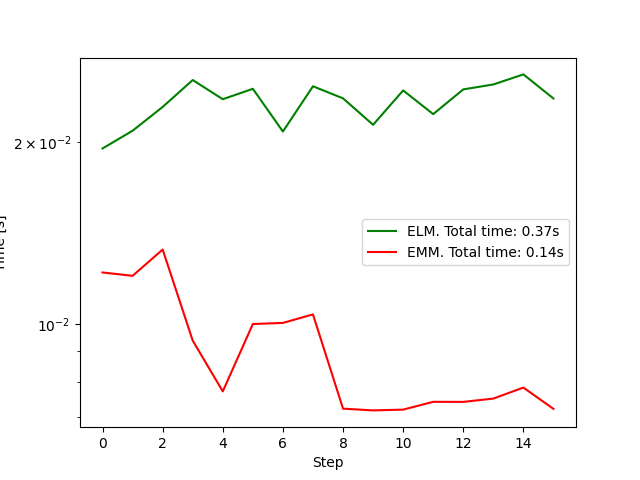 2 × 10⁻²
10⁻²
Time [s]
ELM. Total time: 0.37s
EMM. Total time: 0.14s
0 2 4 6 8 10 12 14
Step